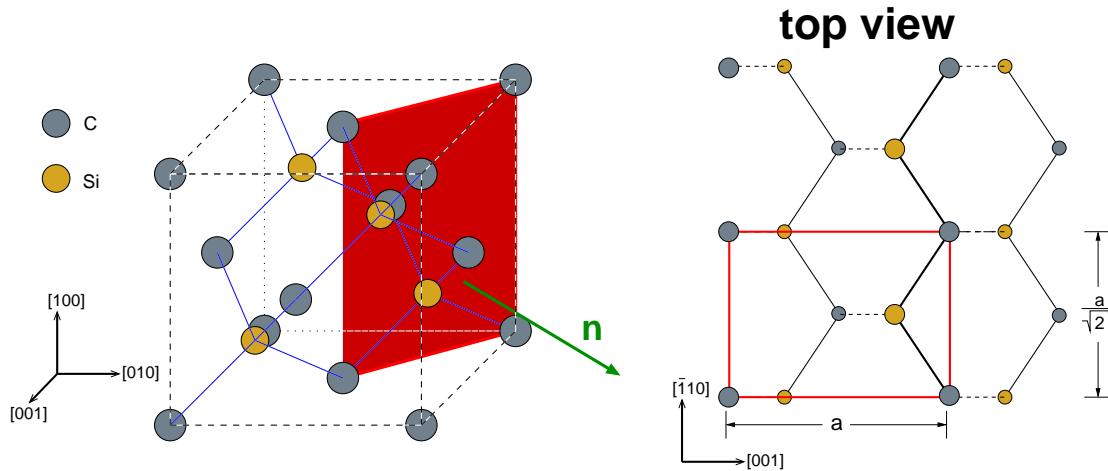 top view
C
Si
[100]
[010]
[001]
n
a
√2
[1̄10]
a
[001]